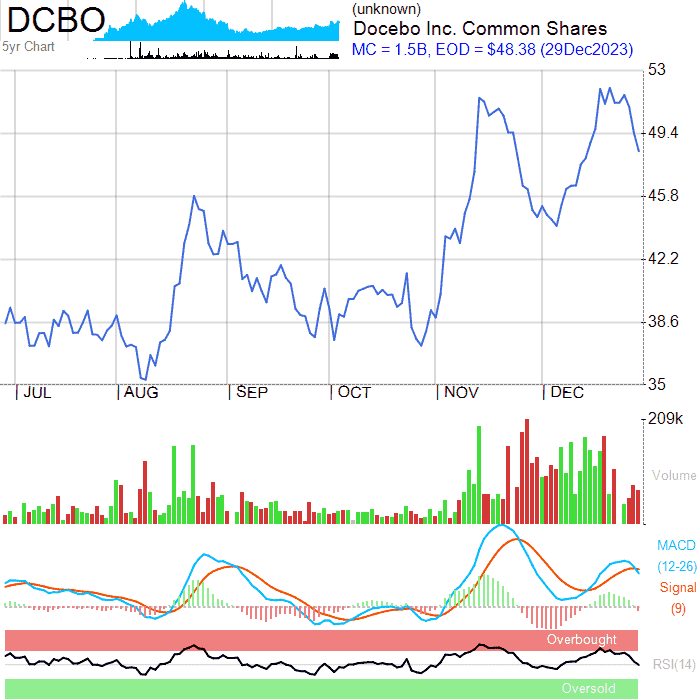 DCBO
5yr Chart
(unknown)
Docebo Inc. Common Shares
MC = 1.5B, EOD = $48.38 (29Dec2023)
53
49.4
45.8
42.2
38.6
35
JUL AUG SEP OCT NOV DEC
209k
Volume
MACD
(12-26)
Signal
(9)
Overbought
RSI(14)
Oversold